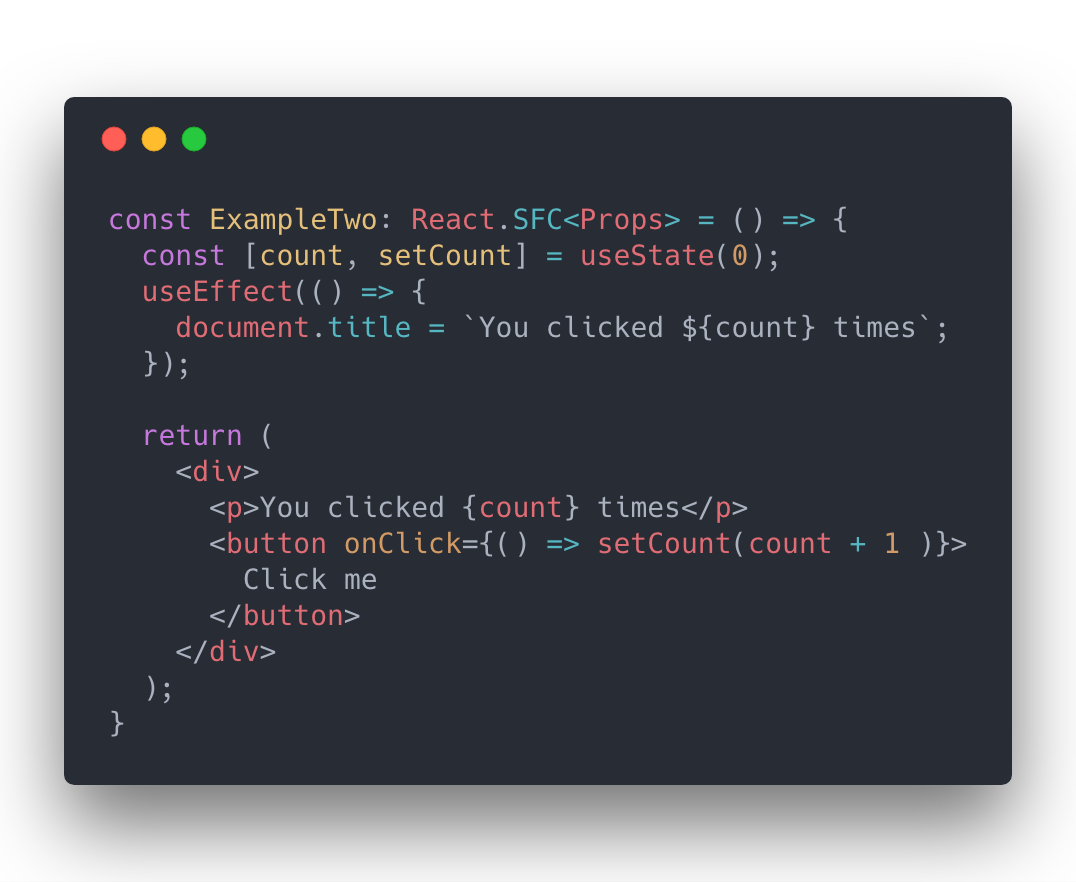 const ExampleTwo: React.SFC<Props> = () => {
  const [count, setCount] = useState(0);
  useEffect(() => {
    document.title = `You clicked ${count} times`;
  });

  return (
    <div>
      <p>You clicked {count} times</p>
      <button onClick={() => setCount(count + 1 )}>
        Click me
      </button>
    </div>
  );
}